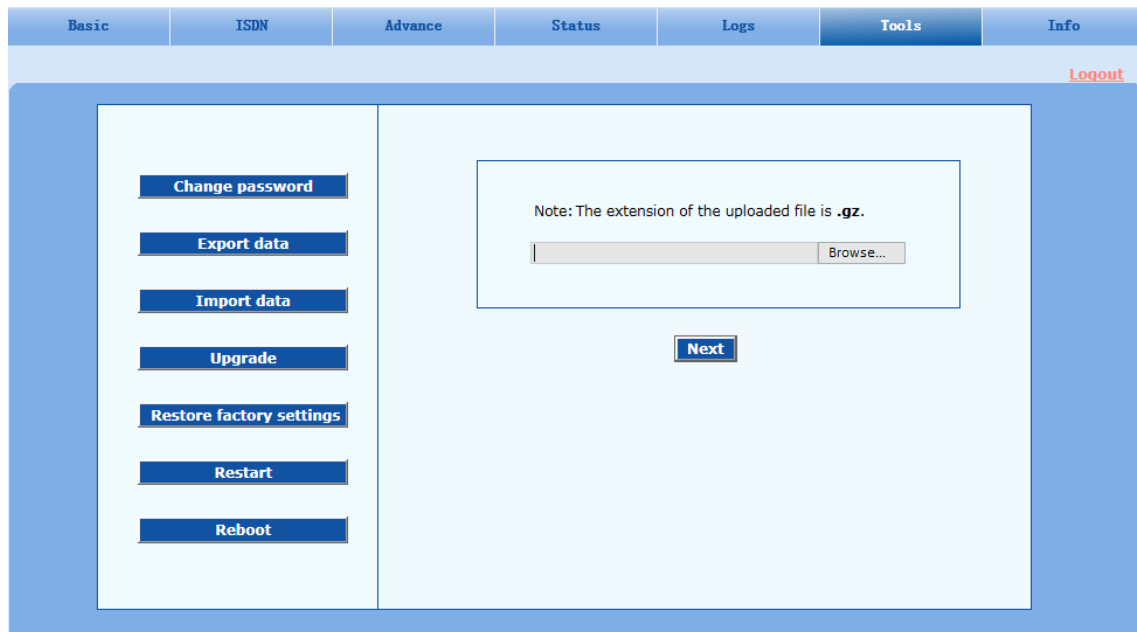 Basic ISDN Advance Status Logs Tools Info
Logout
Change password
Export data
Import data
Upgrade
Restore factory settings
Restart
Reboot
Note: The extension of the uploaded file is .gz.
Browse...
Next